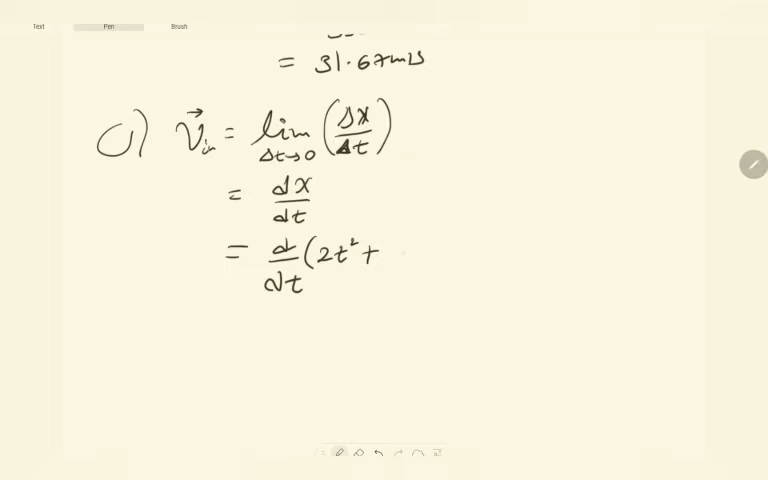 Text Pen Brush
= 31.67m/s
c) V⃗in = lim Δt→0 (Δx/Δt)
= dx/dt
= d/dt (2t² +